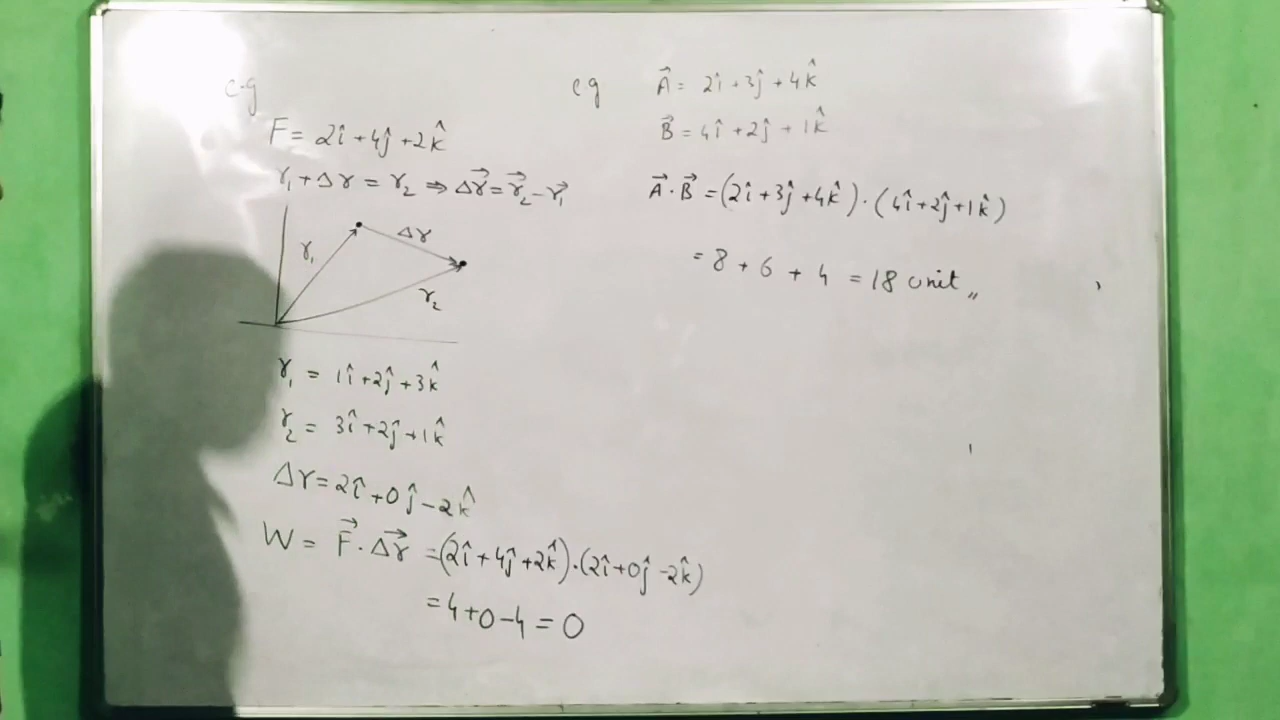 e.g
F = 2î + 4ĵ + 2k̂
r₁ + Δr = r₂ ⇒ Δr⃗ = r⃗₂ - r⃗₁
r₁
Δr
r₂
r₁ = 1î + 2ĵ + 3k̂
r₂ = 3î + 2ĵ + 1k̂
Δr = 2î + 0ĵ - 2k̂
W = F⃗ · Δr⃗ = (2î + 4ĵ + 2k̂) · (2î + 0ĵ - 2k̂)
= 4 + 0 - 4 = 0
eg
A⃗ = 2î + 3ĵ + 4k̂
B⃗ = 4î + 2ĵ + 1k̂
A⃗ · B⃗ = (2î + 3ĵ + 4k̂) · (4î + 2ĵ + 1k̂)
= 8 + 6 + 4 = 18 unit〃